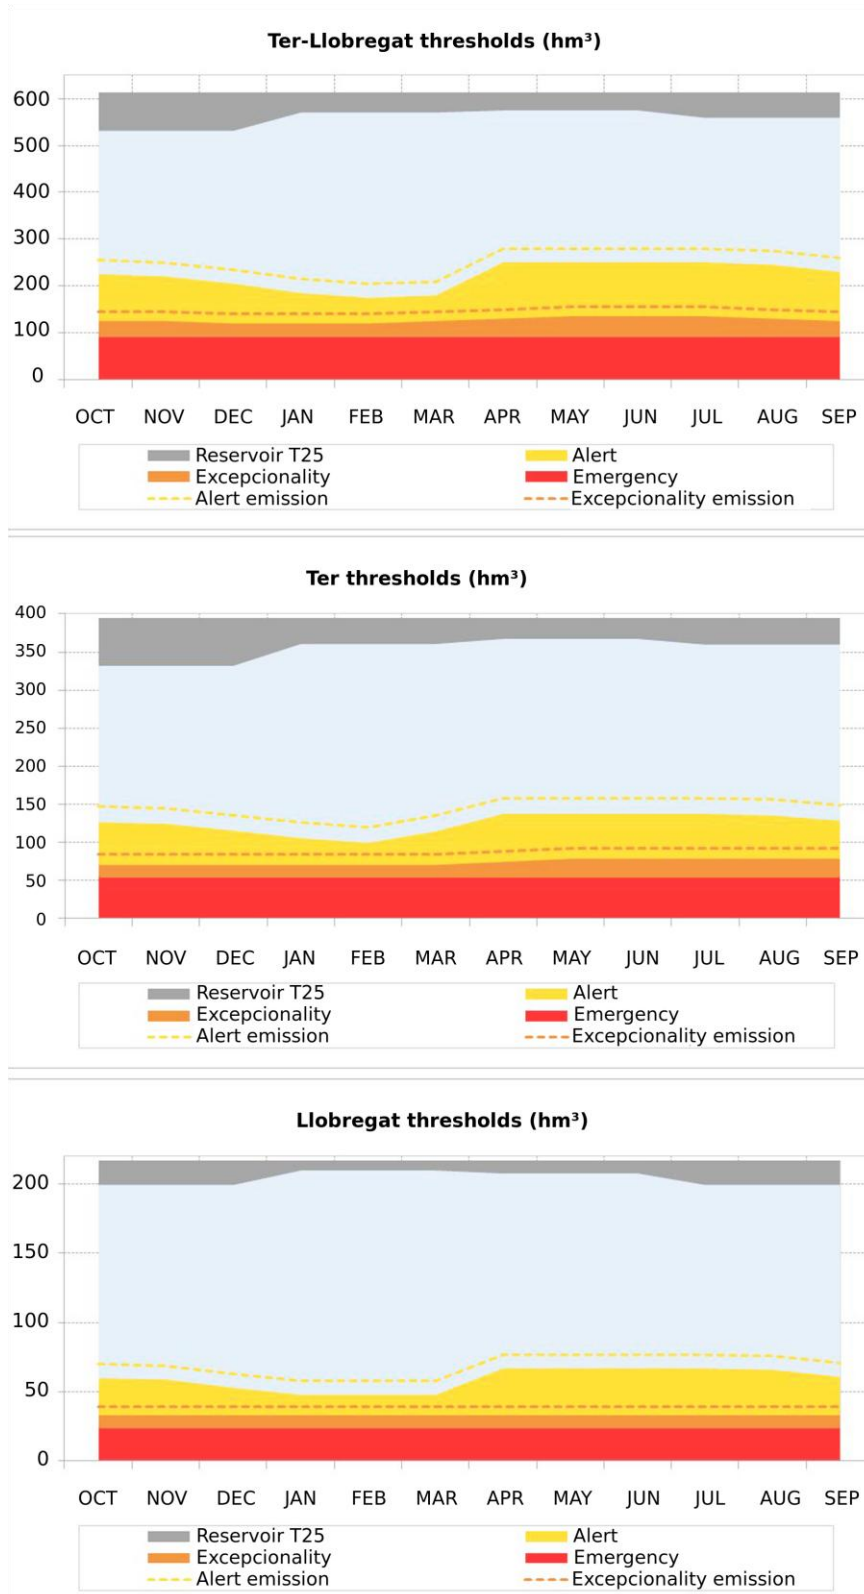 Ter-Llobregat thresholds (hm³)
600
500
400
300
200
100
0
OCT NOV DEC JAN FEB MAR APR MAY JUN JUL AUG SEP
Reservoir T25 Alert
Excepcionality Emergency
Alert emission Excepcionality emission
Ter thresholds (hm³)
400
350
300
250
200
150
100
50
0
OCT NOV DEC JAN FEB MAR APR MAY JUN JUL AUG SEP
Reservoir T25 Alert
Excepcionality Emergency
Alert emission Excepcionality emission
Llobregat thresholds (hm³)
200
150
100
50
0
OCT NOV DEC JAN FEB MAR APR MAY JUN JUL AUG SEP
Reservoir T25 Alert
Excepcionality Emergency
Alert emission Excepcionality emission